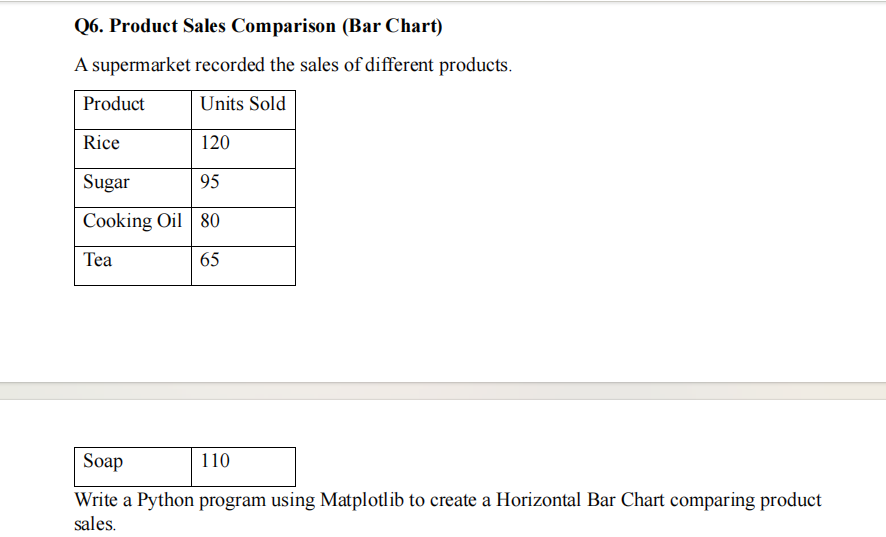 Q6. Product Sales Comparison (Bar Chart)
A supermarket recorded the sales of different products.
Product Units Sold
Rice 120
Sugar 95
Cooking Oil 80
Tea 65
Soap 110
Write a Python program using Matplotlib to create a Horizontal Bar Chart comparing product
sales.